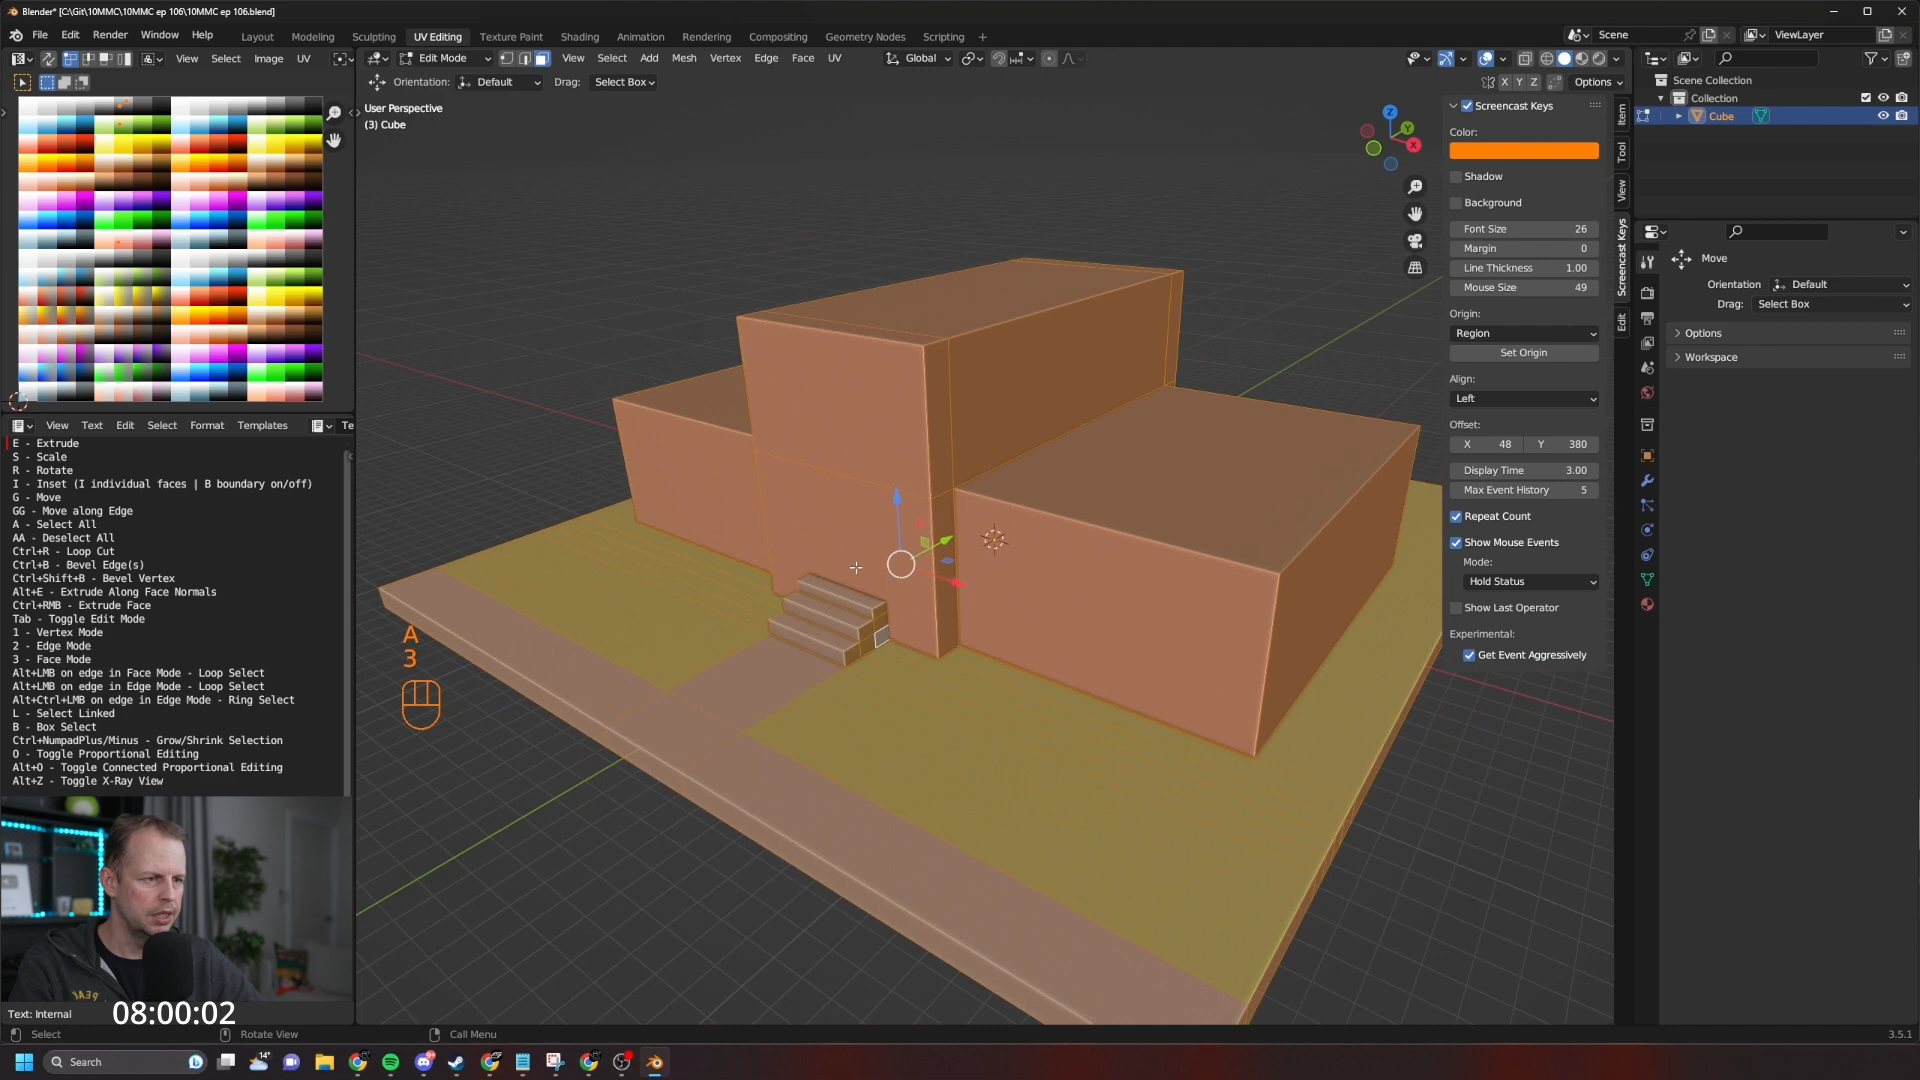 Blender* [C:\Git\10MMC\10MMC ep 106\10MMC ep 106.blend]
File Edit Render Window Help
Layout Modeling Sculpting UV Editing Texture Paint Shading Animation Rendering Compositing Geometry Nodes Scripting +
Scene ViewLayer
View Select Image UV
Edit Mode View Select Add Mesh Vertex Edge Face UV Global
Orientation: Default Drag: Select Box
X Y Z Options
User Perspective
(3) Cube
Z Y X
Screencast Keys
Color:
Shadow
Background
Font Size 26
Margin 0
Line Thickness 1.00
Mouse Size 49
Origin:
Region
Set Origin
Align:
Left
Offset:
X 48 Y 380
Display Time 3.00
Max Event History 5
Repeat Count
Show Mouse Events
Mode:
Hold Status
Show Last Operator
Experimental:
Get Event Aggressively
Item
Tool
View
Screencast Keys
Edit
Scene Collection
Collection
Cube
Move
Orientation Default
Drag: Select Box
Options
Workspace
View Text Edit Select Format Templates Te
E - Extrude
S - Scale
R - Rotate
I - Inset (I individual faces | B boundary on/off)
G - Move
GG - Move along Edge
A - Select All
AA - Deselect All
Ctrl+R - Loop Cut
Ctrl+B - Bevel Edge(s)
Ctrl+Shift+B - Bevel Vertex
Alt+E - Extrude Along Face Normals
Ctrl+RMB - Extrude Face
Tab - Toggle Edit Mode
1 - Vertex Mode
2 - Edge Mode
3 - Face Mode
Alt+LMB on edge in Face Mode - Loop Select
Alt+LMB on edge in Edge Mode - Loop Select
Alt+Ctrl+LMB on edge in Edge Mode - Ring Select
L - Select Linked
B - Box Select
Ctrl+NumpadPlus/Minus - Grow/Shrink Selection
O - Toggle Proportional Editing
Alt+O - Toggle Connected Proportional Editing
Alt+Z - Toggle X-Ray View
A
3
Text: Internal
08:00:02
Select Rotate View Call Menu 3.5.1
Search
14°